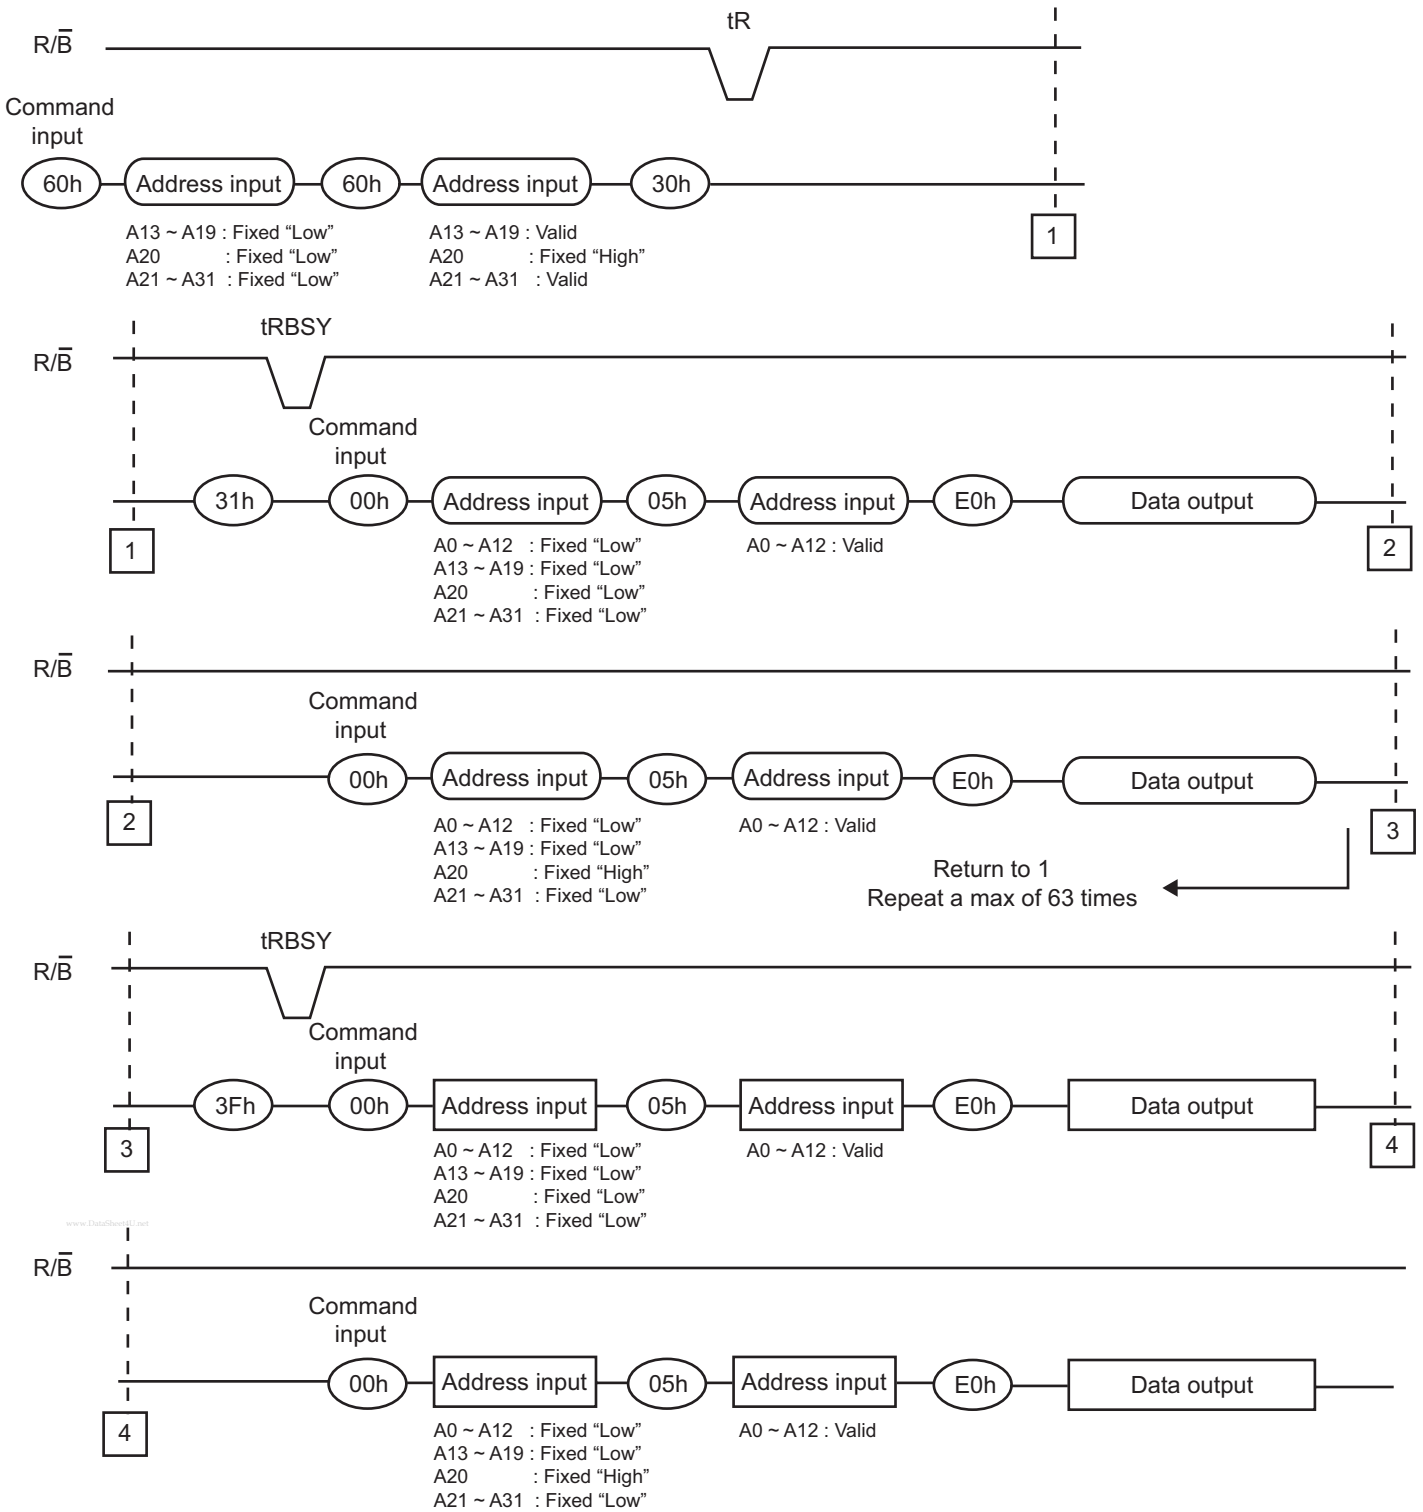 tR
R/B̅
Command
input
60h Address input 60h Address input 30h
A13 ~ A19 : Fixed “Low” A13 ~ A19 : Valid
A20 : Fixed “Low” A20 : Fixed “High”
A21 ~ A31 : Fixed “Low” A21 ~ A31 : Valid
1
tRBSY
R/B̅
Command
input
31h 00h Address input 05h Address input E0h Data output
1 2
A0 ~ A12 : Fixed “Low” A0 ~ A12 : Valid
A13 ~ A19 : Fixed “Low”
A20 : Fixed “Low”
A21 ~ A31 : Fixed “Low”
R/B̅
Command
input
00h Address input 05h Address input E0h Data output
2 3
A0 ~ A12 : Fixed “Low” A0 ~ A12 : Valid
A13 ~ A19 : Fixed “Low”
A20 : Fixed “High”
A21 ~ A31 : Fixed “Low”
Return to 1
Repeat a max of 63 times
tRBSY
R/B̅
Command
input
3Fh 00h Address input 05h Address input E0h Data output
3 4
A0 ~ A12 : Fixed “Low” A0 ~ A12 : Valid
A13 ~ A19 : Fixed “Low”
A20 : Fixed “Low”
A21 ~ A31 : Fixed “Low”
www.DataSheet4U.net
R/B̅
Command
input
00h Address input 05h Address input E0h Data output
4
A0 ~ A12 : Fixed “Low” A0 ~ A12 : Valid
A13 ~ A19 : Fixed “Low”
A20 : Fixed “High”
A21 ~ A31 : Fixed “Low”